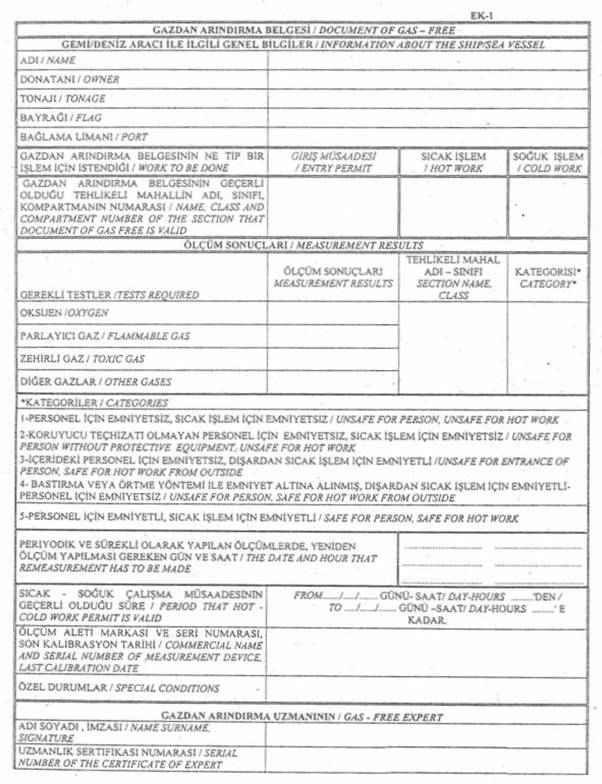 EK-1
GAZDAN ARINDIRMA BELGESİ / DOCUMENT OF GAS – FREE
GEMİ/DENİZ ARACI İLE İLGİLİ GENEL BİLGİLER / INFORMATION ABOUT THE SHIP/SEA VESSEL
ADI / NAME
DONATANI / OWNER
TONAJI / TONAGE
BAYRAĞI / FLAG
BAĞLAMA LİMANI / PORT
GAZDAN ARINDIRMA BELGESİNİN NE TİP BİR
İŞLEM İÇİN İSTENDİĞİ / WORK TO BE DONE
GİRİŞ MÜSAADESİ
/ ENTRY PERMIT
SICAK İŞLEM
/ HOT WORK
SOĞUK İŞLEM
/ COLD WORK
GAZDAN ARINDIRMA BELGESİNİN GEÇERLİ
OLDUĞU TEHLİKELİ MAHALLİN ADI, SINIFI,
KOMPARTMANIN NUMARASI / NAME, CLASS AND
COMPARTMENT NUMBER OF THE SECTION THAT
DOCUMENT OF GAS FREE IS VALID
ÖLÇÜM SONUÇLARI / MEASUREMENT RESULTS
GEREKLİ TESTLER /TESTS REQUIRED
ÖLÇÜM SONUÇLARI
MEASUREMENT RESULTS
TEHLİKELİ MAHAL
ADI – SINIFI
SECTION NAME,
CLASS
KATEGORİSİ*
CATEGORY*
OKSİJEN /OXYGEN
PARLAYICI GAZ / FLAMMABLE GAS
ZEHİRLİ GAZ / TOXIC GAS
DİĞER GAZLAR / OTHER GASES
*KATEGORİLER / CATEGORIES
1-PERSONEL İÇİN EMNİYETSİZ, SICAK İŞLEM İÇİN EMNİYETSİZ / UNSAFE FOR PERSON, UNSAFE FOR HOT WORK
2-KORUYUCU TEÇHİZATI OLMAYAN PERSONEL İÇİN EMNİYETSİZ, SICAK İŞLEM İÇİN EMNİYETSİZ / UNSAFE FOR
PERSON WITHOUT PROTECTIVE EQUIPMENT, UNSAFE FOR HOT WORK
3-İÇERİDEKİ PERSONEL İÇİN EMNİYETSİZ, DIŞARDAN SICAK İŞLEM İÇİN EMNİYETLİ /UNSAFE FOR ENTRANCE OF
PERSON, SAFE FOR HOT WORK FROM OUTSIDE
4- BASTIRMA VEYA ÖRTME YÖNTEMİ İLE EMNİYET ALTINA ALINMIŞ, DIŞARDAN SICAK İŞLEM İÇİN EMNİYETLİ-
PERSONEL İÇİN EMNİYETSİZ / UNSAFE FOR PERSON, SAFE FOR HOT WORK FROM OUTSIDE
5-PERSONEL İÇİN EMNİYETLİ, SICAK İŞLEM İÇİN EMNİYETLİ / SAFE FOR PERSON, SAFE FOR HOT WORK
PERİYODİK VE SÜREKLİ OLARAK YAPILAN ÖLÇÜMLERDE, YENİDEN
ÖLÇÜM YAPILMASI GEREKEN GÜN VE SAAT / THE DATE AND HOUR THAT
REMEASUREMENT HAS TO BE MADE
SICAK - SOĞUK ÇALIŞMA MÜSAADESİNİN
GEÇERLİ OLDUĞU SÜRE / PERIOD THAT HOT -
COLD WORK PERMIT IS VALID
FROM....../...../....... GÜNÜ- SAAT/ DAY-HOURS ..........'DEN /
TO ...../...../....... GÜNÜ –SAAT/ DAY-HOURS ..........' E
KADAR.
ÖLÇÜM ALETİ MARKASI VE SERİ NUMARASI,
SON KALİBRASYON TARİHİ / COMMERCIAL NAME
AND SERIAL NUMBER OF MEASUREMENT DEVICE,
LAST CALIBRATION DATE
ÖZEL DURUMLAR / SPECIAL CONDITIONS
GAZDAN ARINDIRMA UZMANININ / GAS - FREE EXPERT
ADI SOYADI , İMZASI / NAME SURNAME,
SIGNATURE
UZMANLIK SERTİFİKASI NUMARASI / SERIAL
NUMBER OF THE CERTIFICATE OF EXPERT